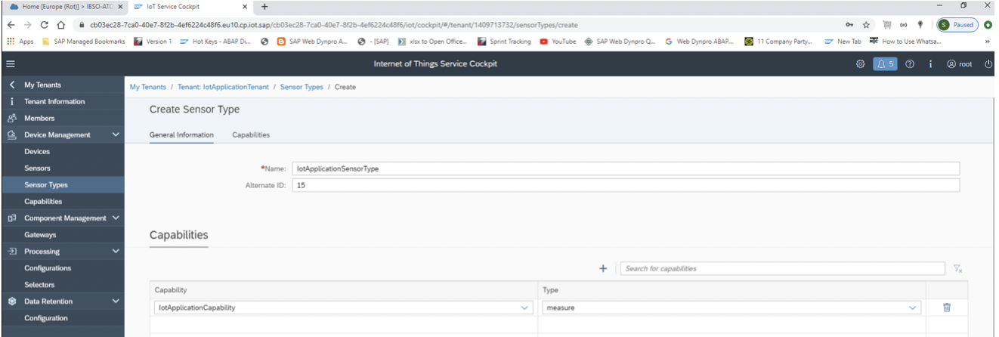 Home [Europe (Rot)] > IBSO-ATC × IoT Service Cockpit × +
cb03ec28-7ca0-40e7-8f2b-4ef6224c48f6.eu10.cp.iot.sap/cb03ec28-7ca0-40e7-8f2b-4ef6224c48f6/iot/cockpit/#/tenant/1409713732/sensorTypes/create S Paused
Apps SAP Managed Bookmarks Version 1 Hot Keys - ABAP Di... SAP Web Dynpro A... - [SAP] xlsx to Open Office... Sprint Tracking YouTube SAP Web Dynpro Q... Web Dynpro ABAP... 11 Company Party... New Tab How to Use Whatsa... »
Internet of Things Service Cockpit 5 ? i root
My Tenants
My Tenants / Tenant: IotApplicationTenant / Sensor Types / Create
i Tenant Information
Create Sensor Type
Members
Device Management
General Information Capabilities
Devices
Sensors
*Name: IotApplicationSensorType
Sensor Types
Alternate ID: 15
Capabilities
Component Management
Gateways
Capabilities
Processing
Configurations
+ Search for capabilities
Selectors
Capability Type
Data Retention
IotApplicationCapability measure
Configuration